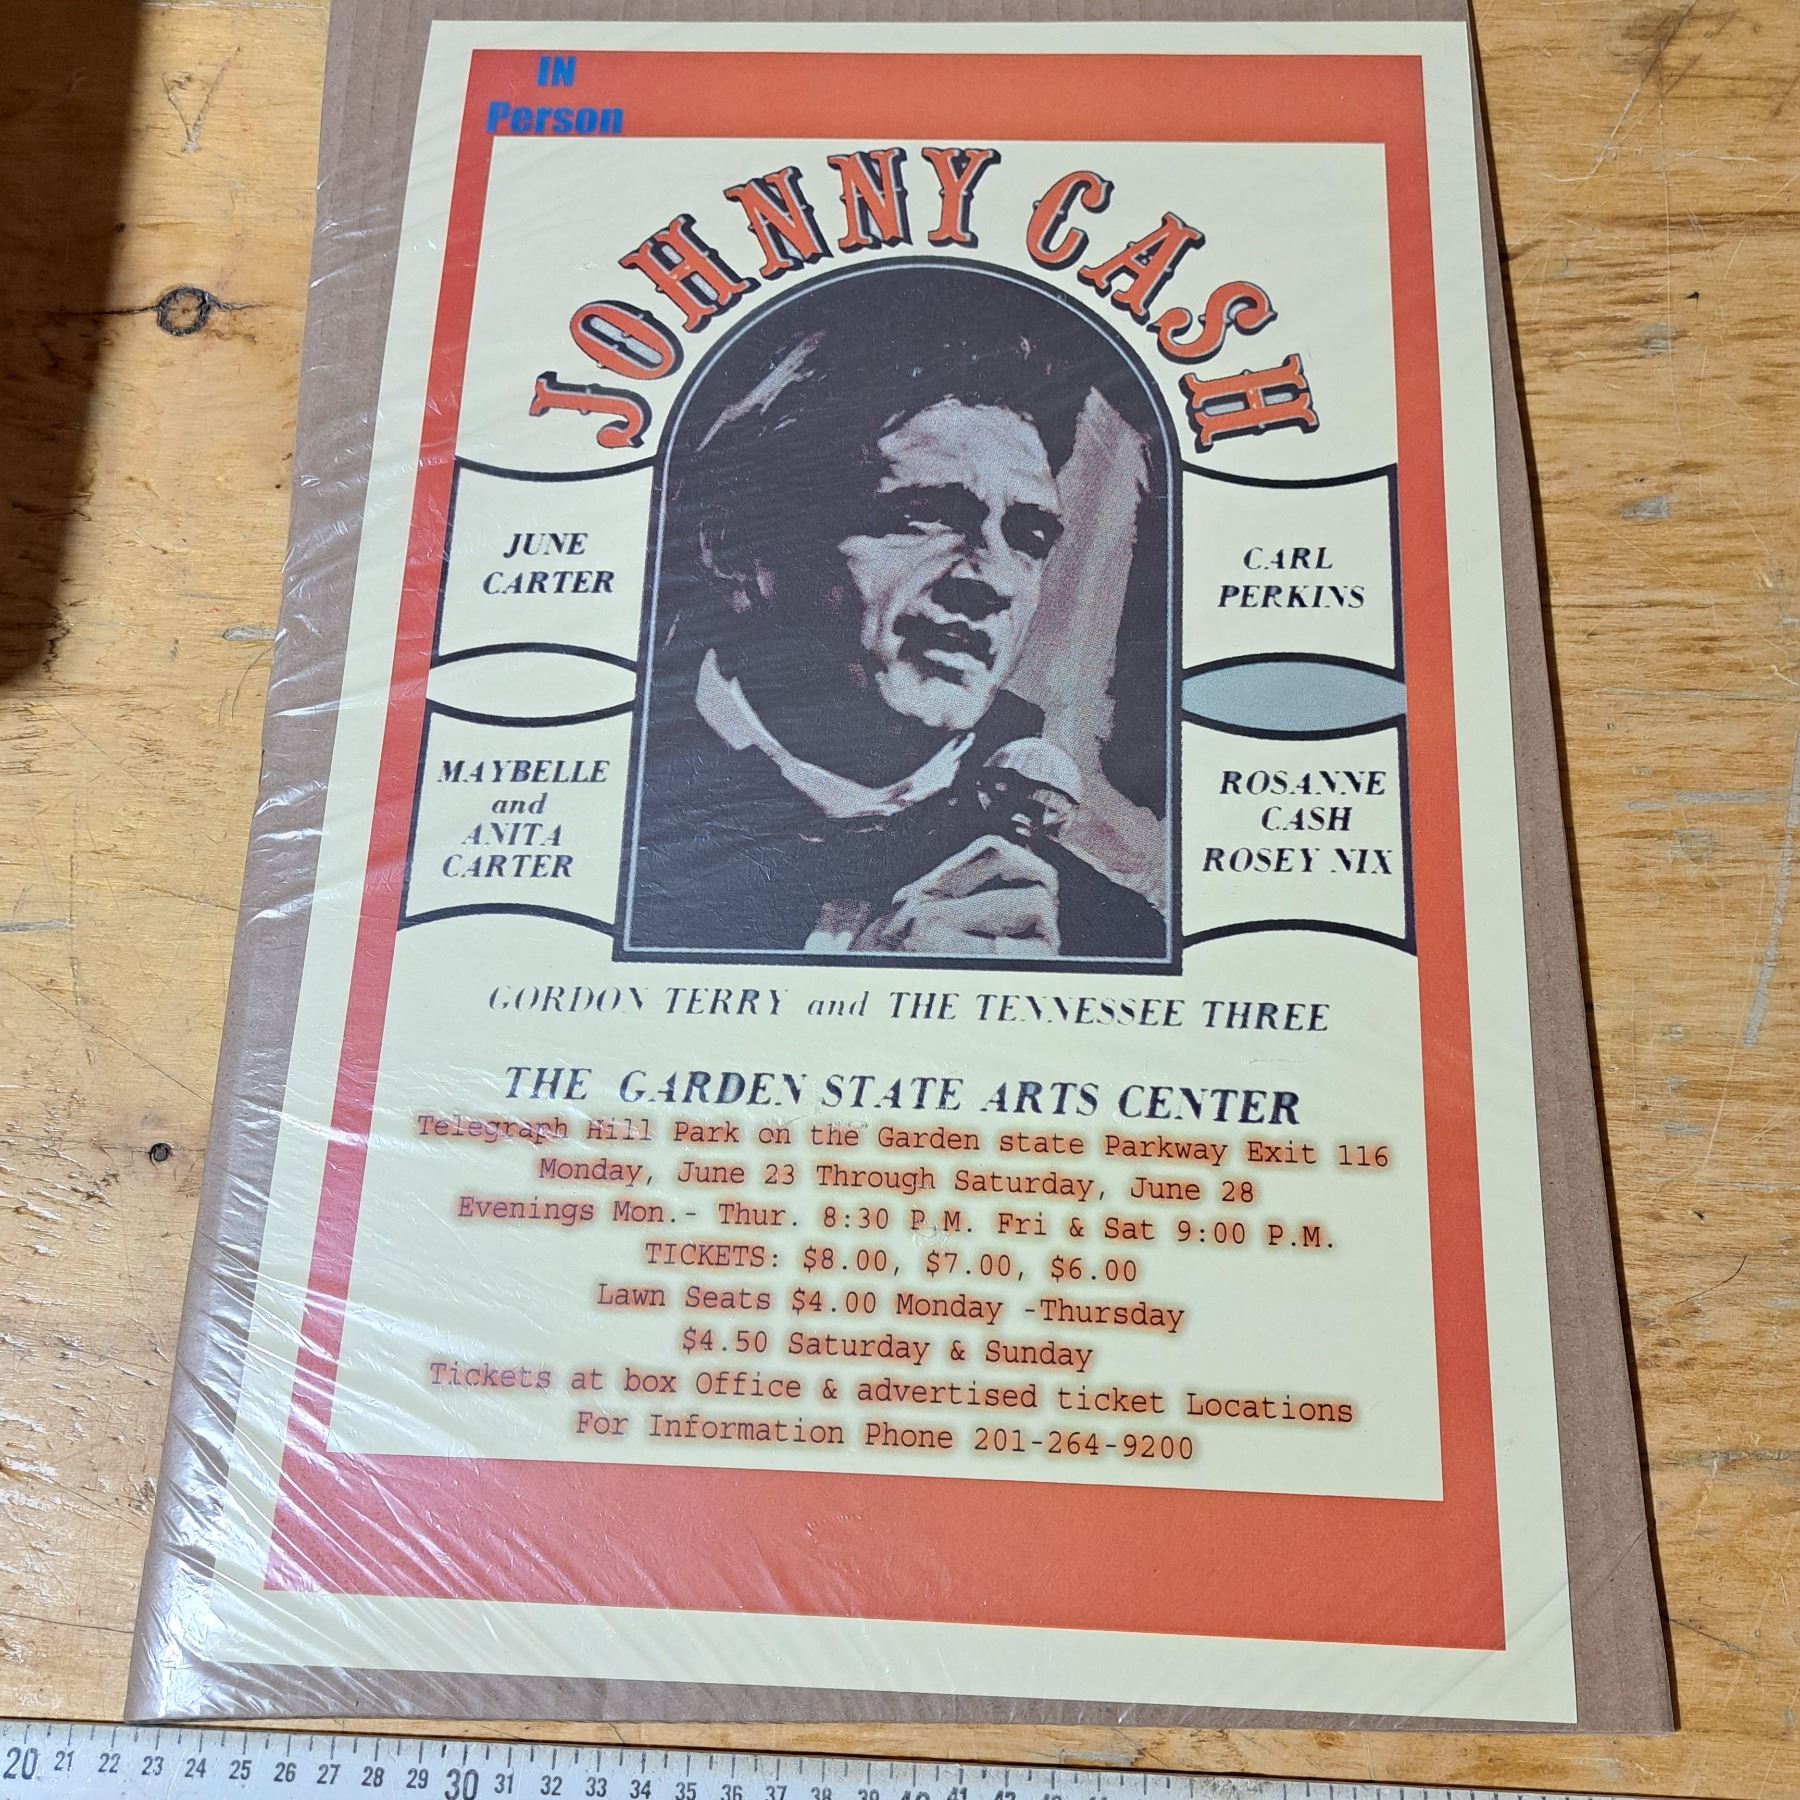 IN
Person
JOHNNY CASH
JUNE
CARTER
CARL
PERKINS
MAYBELLE
and
ANITA
CARTER
ROSANNE
CASH
ROSEY NIX
GORDON TERRY and THE TENNESSEE THREE
THE GARDEN STATE ARTS CENTER
Telegraph Hill Park on the Garden state Parkway Exit 116
Monday, June 23 Through Saturday, June 28
Evenings Mon.- Thur. 8:30 P.M. Fri & Sat 9:00 P.M.
TICKETS: $8.00, $7.00, $6.00
Lawn Seats $4.00 Monday -Thursday
$4.50 Saturday & Sunday
Tickets at box Office & advertised ticket Locations
For Information Phone 201-264-9200
20 21 22 23 24 25 26 27 28 29 30 31 32 33 34 35 36 37 38 39 40 41 42